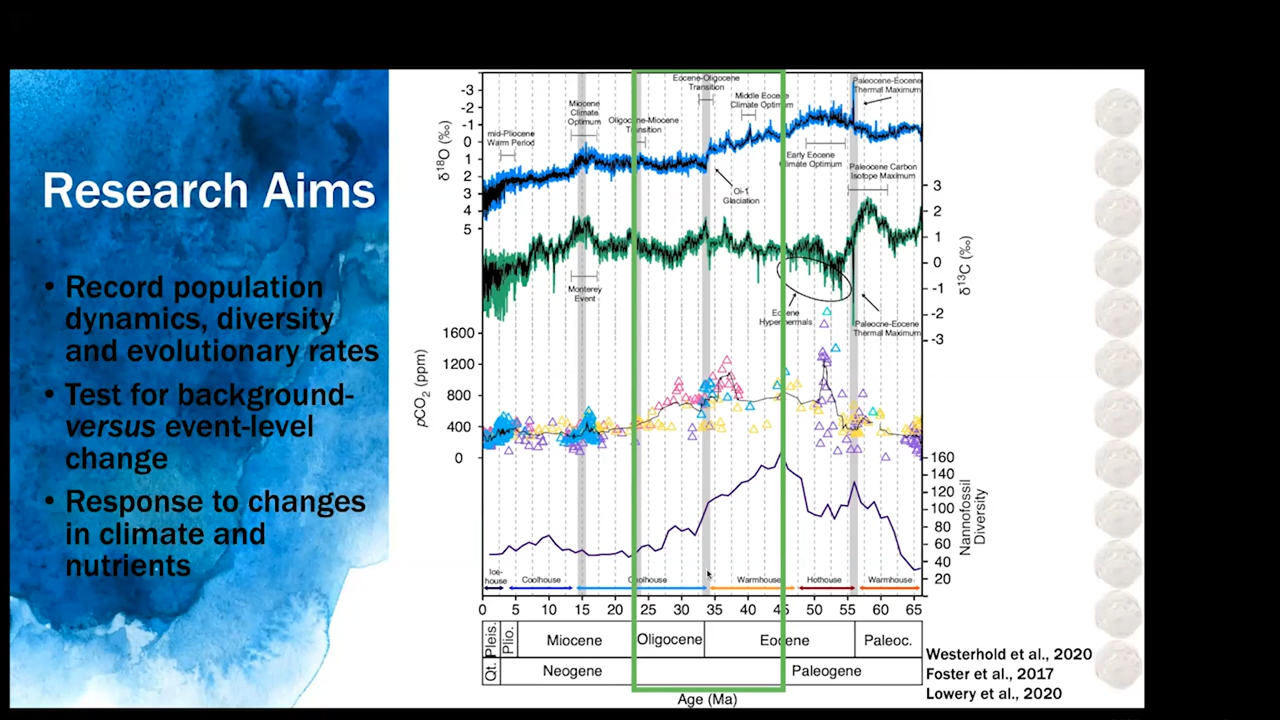 Research Aims
• Record population
dynamics, diversity
and evolutionary rates
• Test for background-
versus event-level
change
• Response to changes
in climate and
nutrients
-3
-2
-1
0
1
2
3
4
5
δ18O (‰)
mid-Pliocene
Warm Period
Miocene
Climate
Optimum
Oligocene-Miocene
Transition
Eocene-Oligocene
Transition
Middle Eocene
Climate Optimum
Paleocene-Eocene
Thermal Maximum
Early Eocene
Climate Optimum
Paleocene Carbon
Isotope Maximum
Oi-1
Glaciation
3
2
1
0
-1
-2
-3
δ13C (‰)
Monterey
Event
Eocene
Hyperthermals
Paleocne-Eocene
Thermal Maximum
1600
1200
800
400
0
pCO2 (ppm)
160
140
120
100
80
60
40
20
Nannofossil
Diversity
Ice-
house
Coolhouse
Coolhouse
Warmhouse
Hothouse
Warmhouse
0 5 10 15 20 25 30 35 40 45 50 55 60 65
Pleis.
Plio.
Miocene
Oligocene
Eocene
Paleoc.
Qt.
Neogene
Paleogene
Age (Ma)
Westerhold et al., 2020
Foster et al., 2017
Lowery et al., 2020